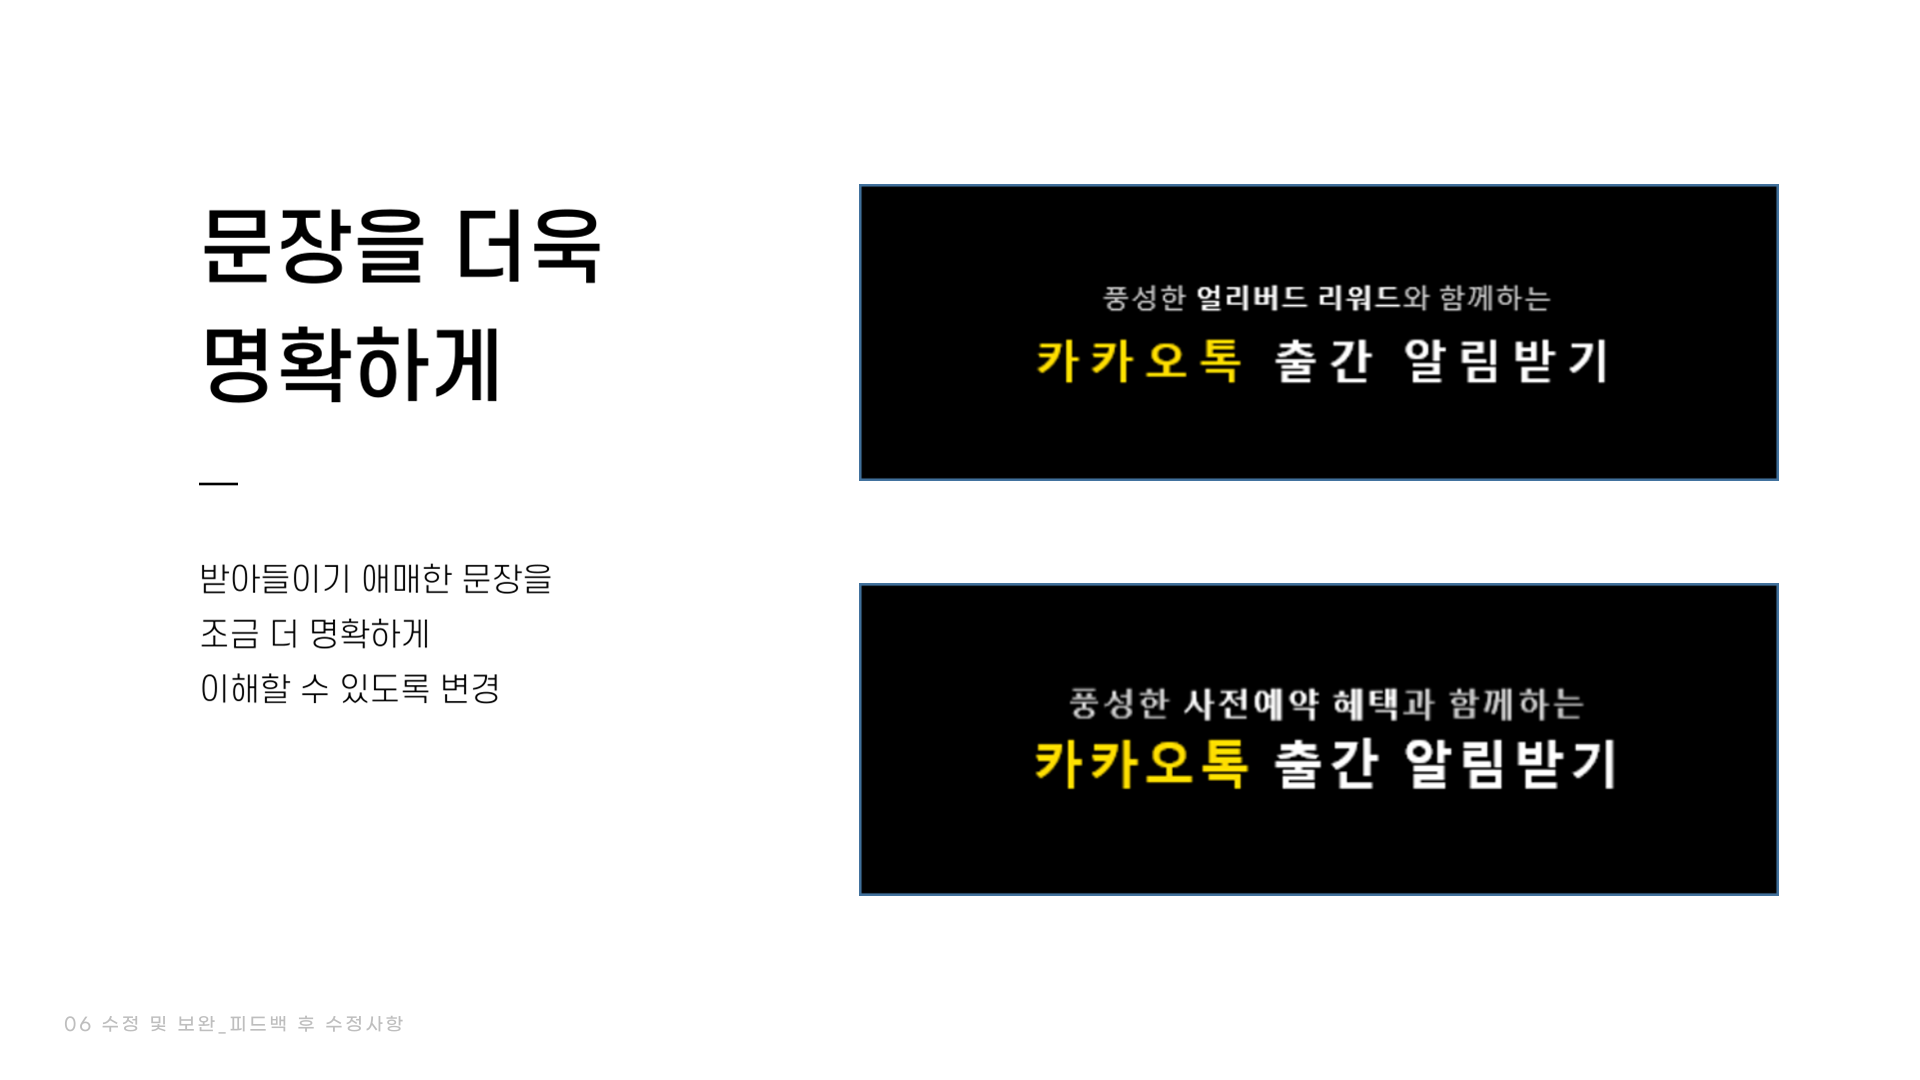 문장을 더욱
명확하게
받아들이기 애매한 문장을
조금 더 명확하게
이해할 수 있도록 변경
풍성한 얼리버드 리워드와 함께하는
카카오톡 출간 알림받기
풍성한 사전예약 혜택과 함께하는
카카오톡 출간 알림받기
06 수정 및 보완_피드백 후 수정사항